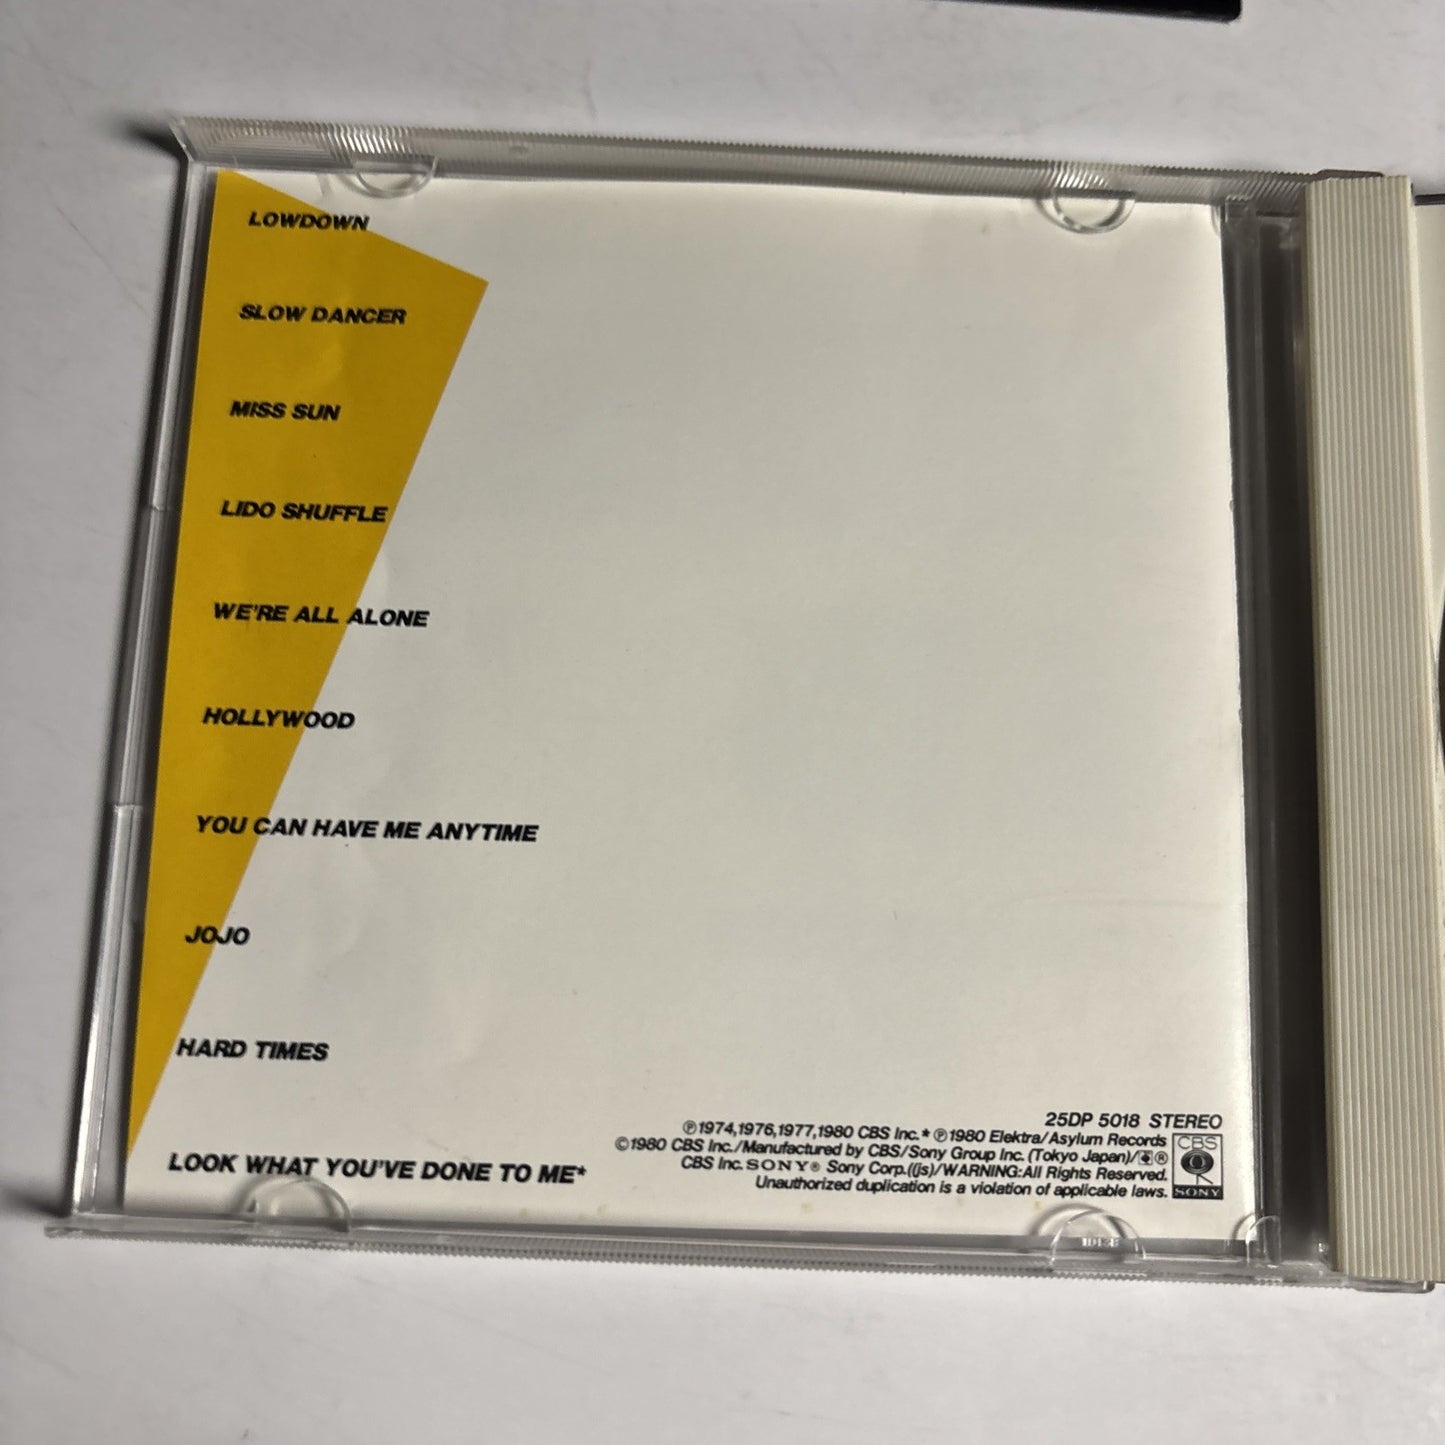 LOWDOWN
SLOW DANCER
MISS SUN
LIDO SHUFFLE
WE'RE ALL ALONE
HOLLYWOOD
YOU CAN HAVE ME ANYTIME
JOJO
HARD TIMES
LOOK WHAT YOU'VE DONE TO ME*
25DP 5018 STEREO
℗1974,1976,1977,1980 CBS Inc.* ℗1980 Elektra/Asylum Records
©1980 CBS Inc./Manufactured by CBS/Sony Group Inc. (Tokyo Japan)/®
CBS Inc. SONY® Sony Corp.((js)/WARNING:All Rights Reserved.
Unauthorized duplication is a violation of applicable laws.
CBS
SONY